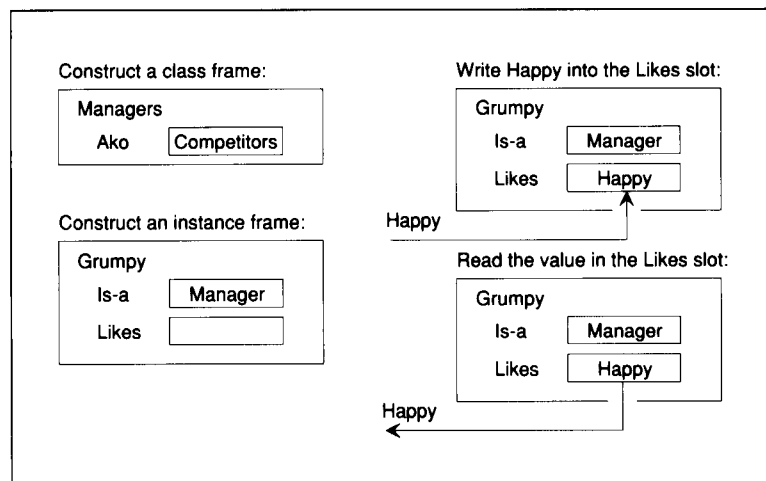 Construct a class frame:
Managers
Ako Competitors
Construct an instance frame:
Grumpy
Is-a Manager
Likes
Write Happy into the Likes slot:
Grumpy
Is-a Manager
Likes Happy
Happy
Read the value in the Likes slot:
Grumpy
Is-a Manager
Likes Happy
Happy